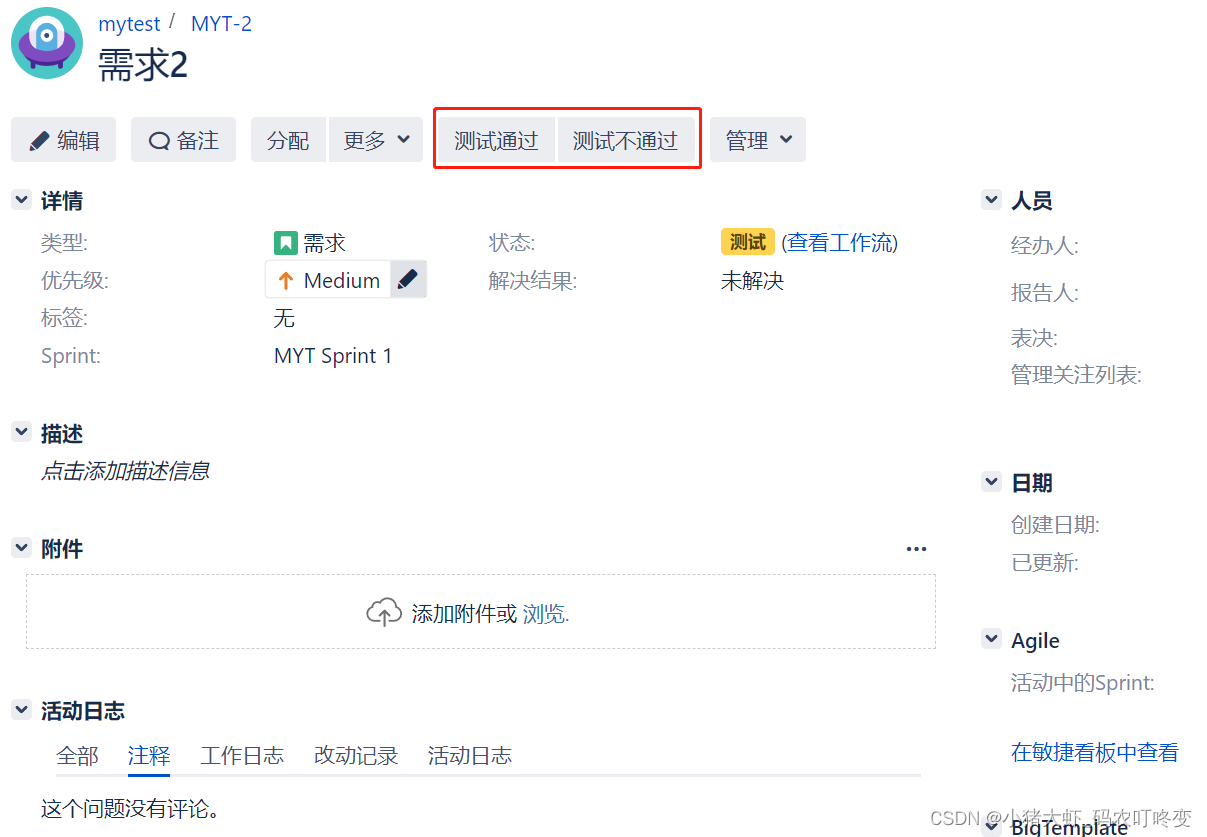 mytest / MYT-2
需求2
编辑 备注 分配 更多 测试通过 测试不通过 管理
详情
类型: 需求 状态: 测试 (查看工作流)
优先级: Medium 解决结果: 未解决
标签: 无
Sprint: MYT Sprint 1
描述
点击添加描述信息
附件
添加附件或 浏览.
活动日志
全部 注释 工作日志 改动记录 活动日志
这个问题没有评论。
人员
经办人:
报告人:
表决:
管理关注列表:
日期
创建日期:
已更新:
Agile
活动中的Sprint:
在敏捷看板中查看
BigTemplate
CSDN @小猪大虾_码农叮咚变